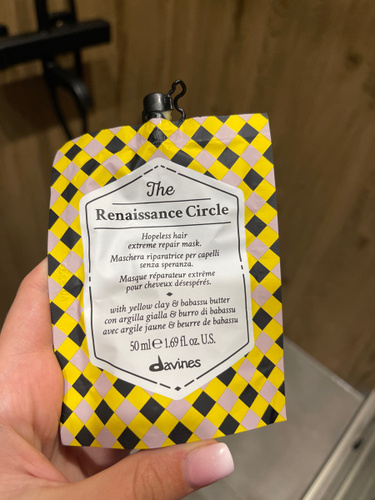 The
Renaissance Circle
Hopeless hair
extreme repair mask.
Maschera riparatrice per capelli
senza speranza.
Masque réparateur extrême
pour cheveux désespérés.
with yellow clay & babassu butter
con argilla gialla & burro di babassu
avec argile jaune & beurre de babassu
50 ml ℮ 1.69 fl. oz. U.S.
davines